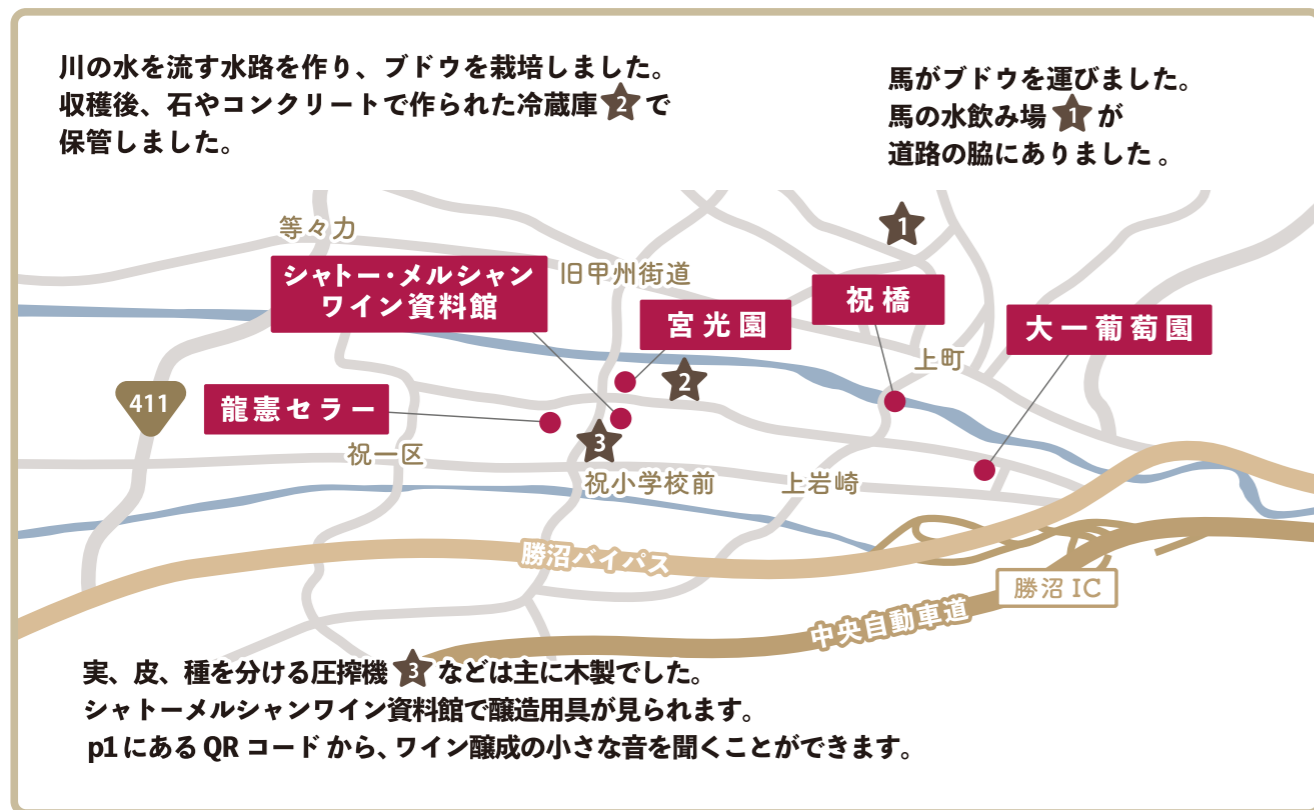 川の水を流す水路を作り、ブドウを栽培しました。
収穫後、石やコンクリートで作られた冷蔵庫2で
保管しました。
馬がブドウを運びました。
馬の水飲み場1が
道路の脇にありました。
等々力
1
シャトー・メルシャン
ワイン資料館
旧甲州街道
宮光園
祝橋
大一葡萄園
上町
2
411
龍憲セラー
3
祝一区
祝小学校前
上岩崎
勝沼バイパス
勝沼IC
中央自動車道
実、皮、種を分ける圧搾機3などは主に木製でした。
シャトーメルシャンワイン資料館で醸造用具が見られます。
p1にあるQRコードから、ワイン醸成の小さな音を聞くことができます。